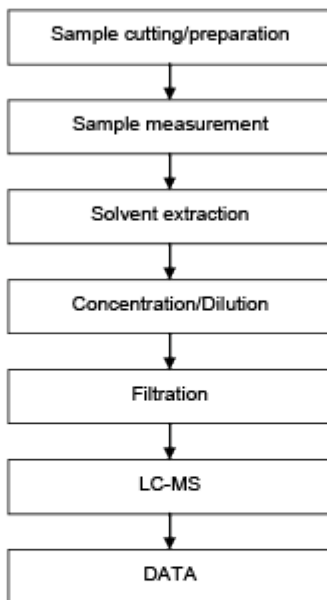 Sample cutting/preparation
Sample measurement
Solvent extraction
Concentration/Dilution
Filtration
LC-MS
DATA